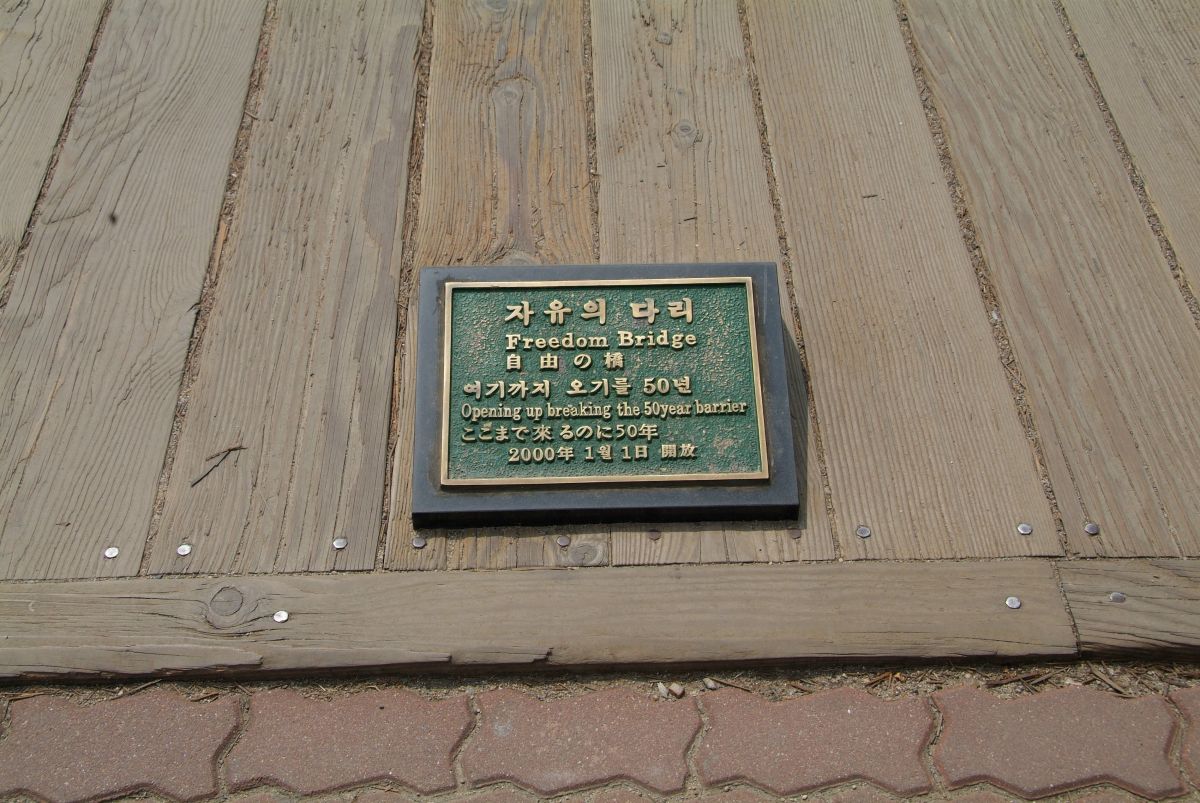 자유의 다리
Freedom Bridge
自由の橋
여기까지 오기를 50년
Opening up breaking the 50year barrier
ここまで來るのに50年
2000年 1월 1日 開放